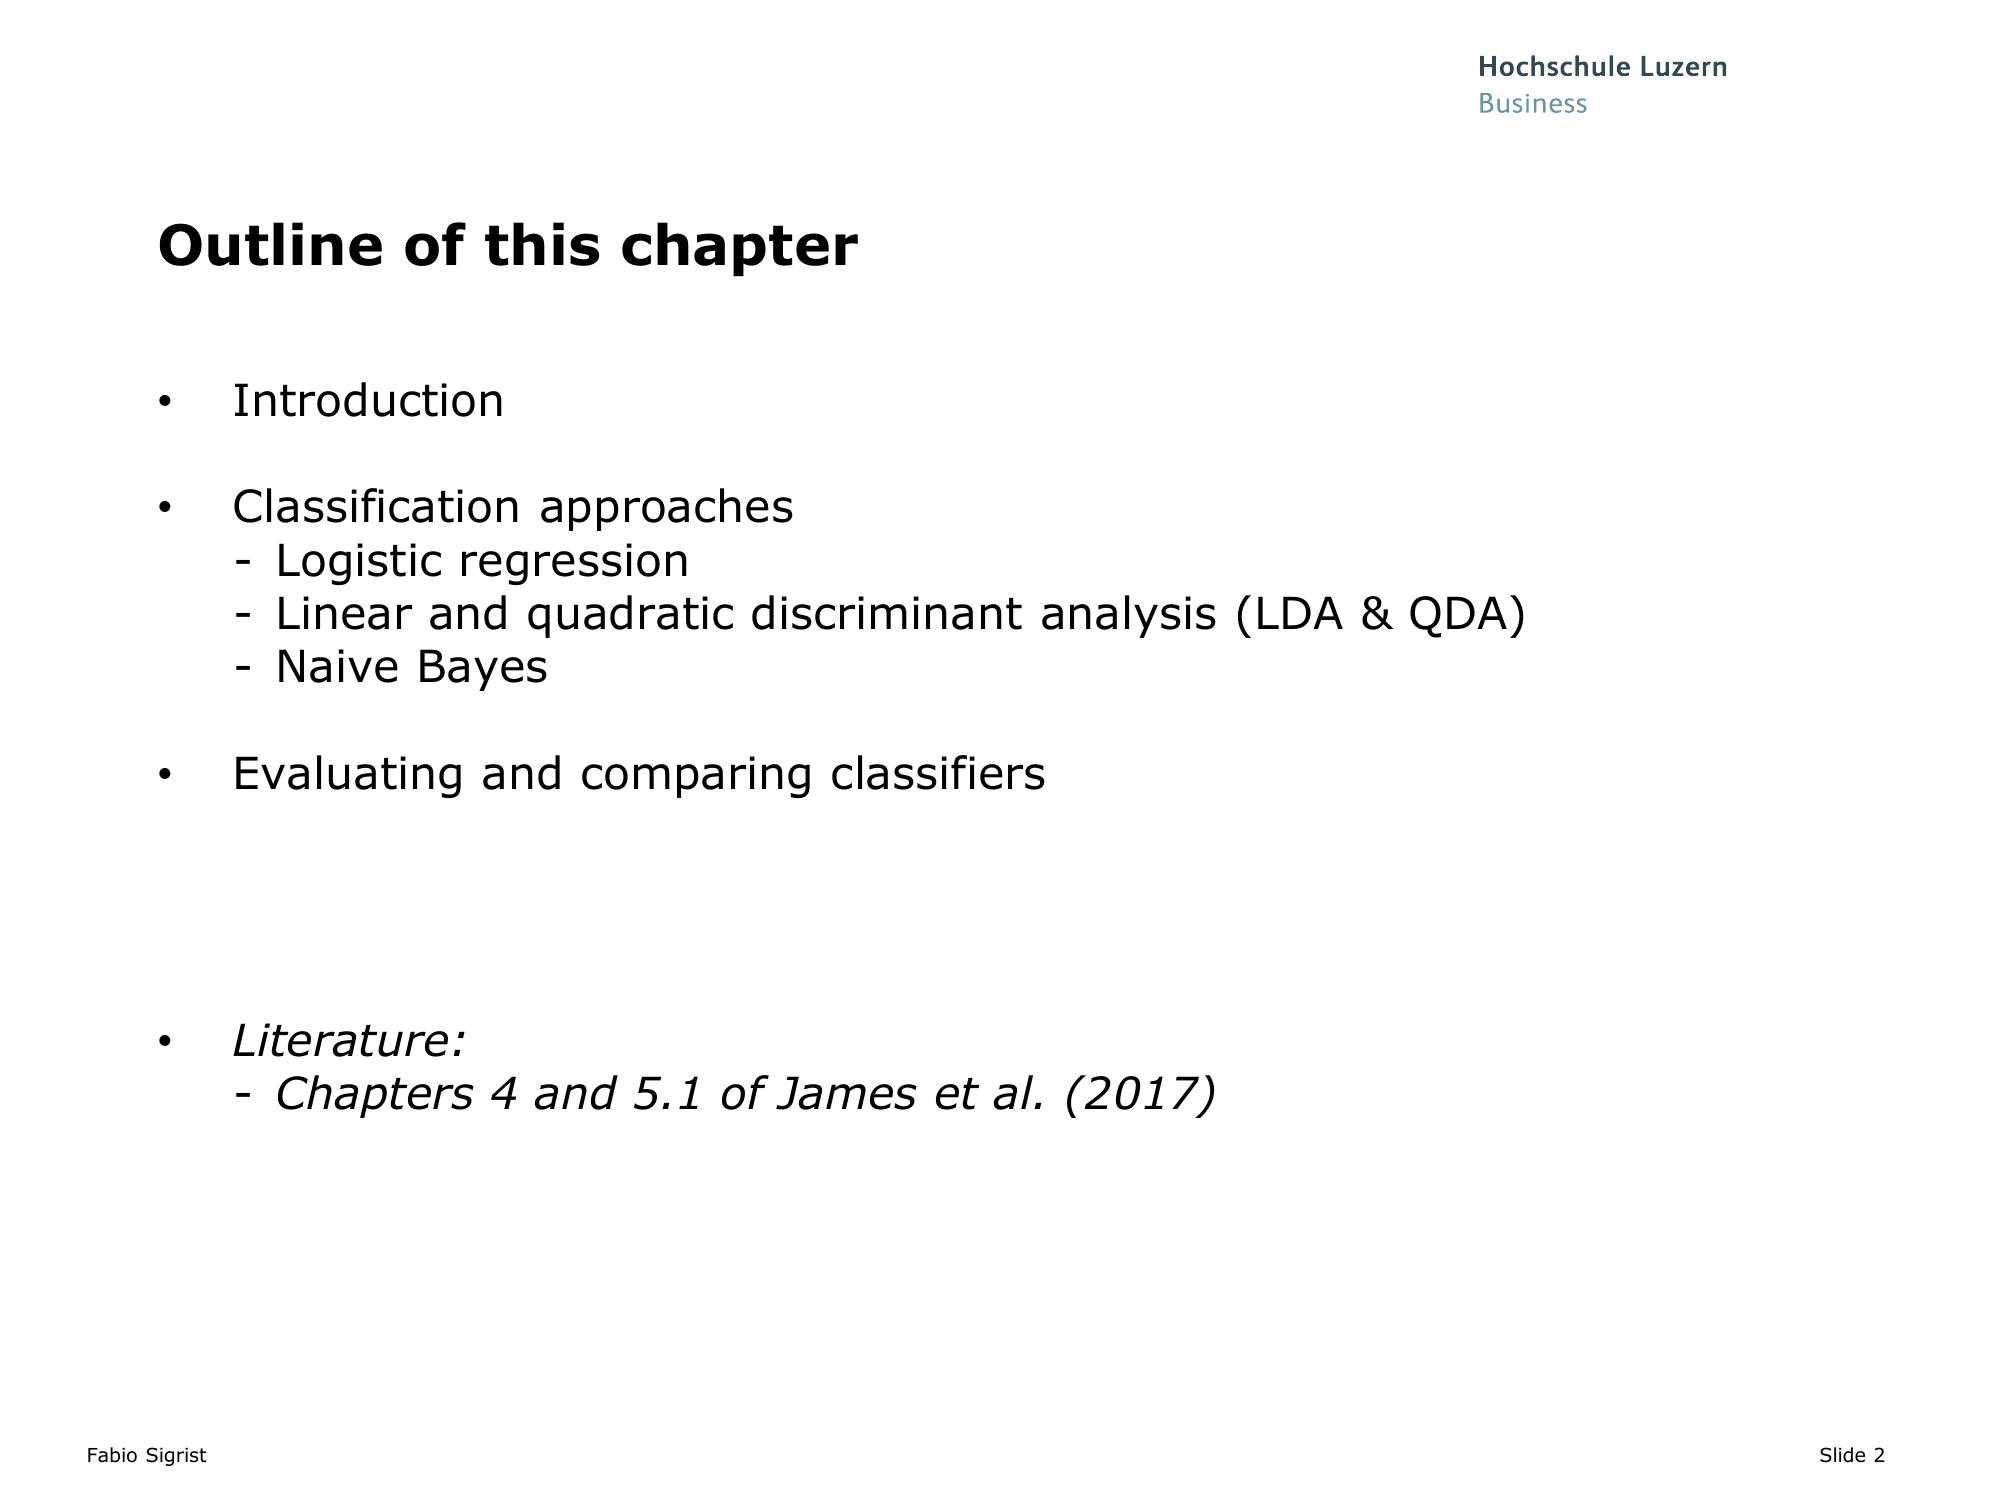 Hochschule Luzern
Business
Outline of this chapter
• Introduction
• Classification approaches
- Logistic regression
- Linear and quadratic discriminant analysis (LDA & QDA)
- Naive Bayes
• Evaluating and comparing classifiers
• Literature:
- Chapters 4 and 5.1 of James et al. (2017)
Fabio Sigrist
Slide 2